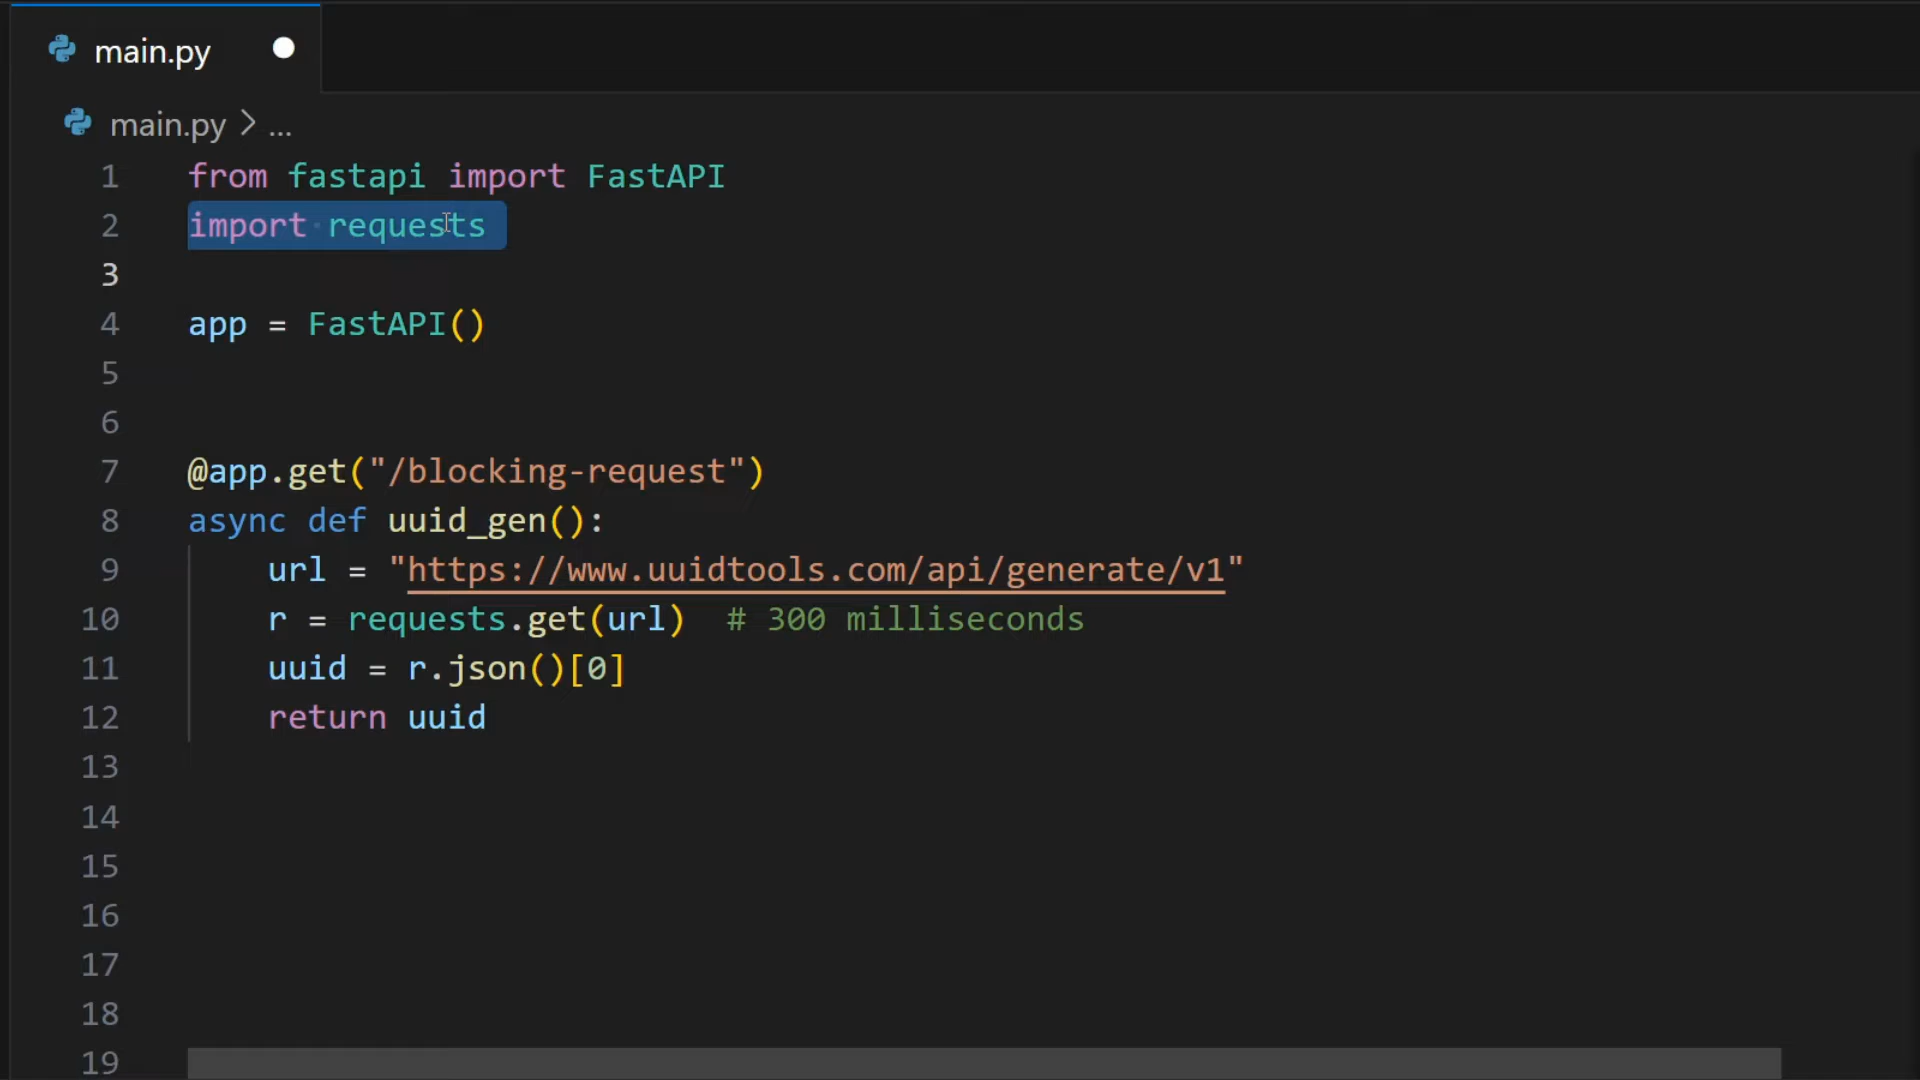 main.py
main.py > ...
1 from fastapi import FastAPI
2 import requests
3
4 app = FastAPI()
5
6
7 @app.get("/blocking-request")
8 async def uuid_gen():
9 url = "https://www.uuidtools.com/api/generate/v1"
10 r = requests.get(url)  # 300 milliseconds
11 uuid = r.json()[0]
12 return uuid
13
14
15
16
17
18
19